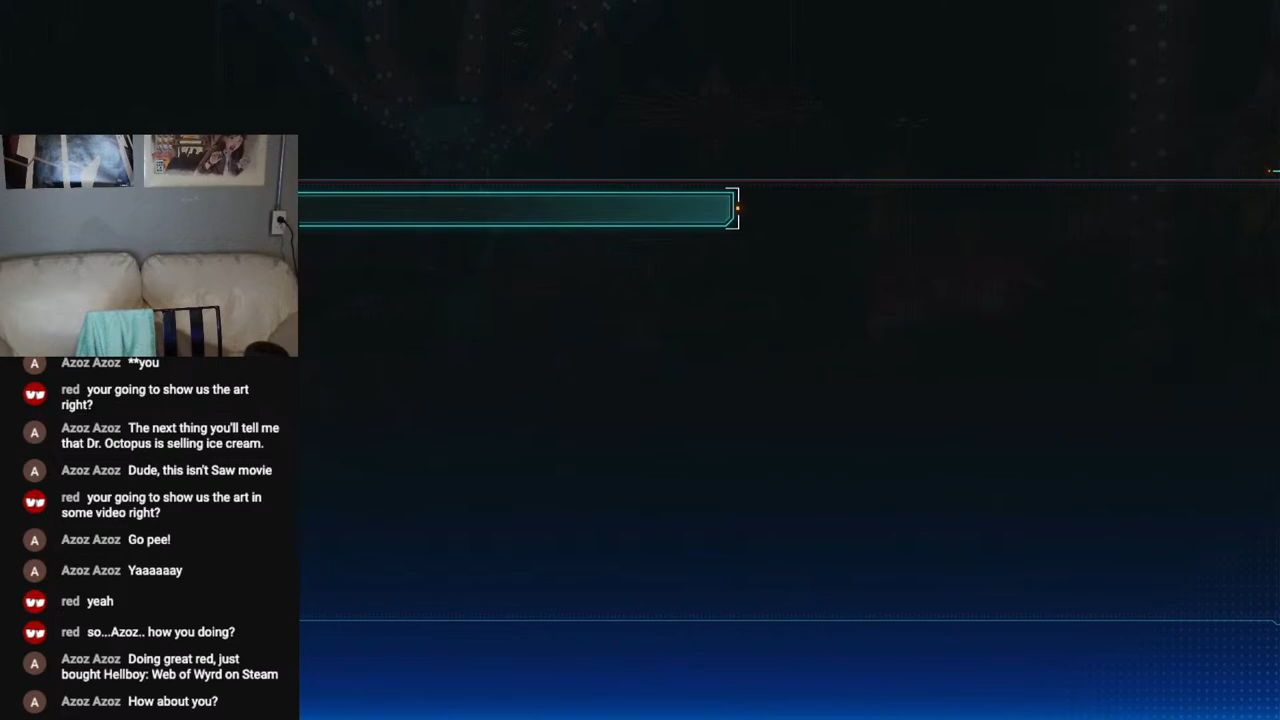 Azoz Azoz **you
red your going to show us the art
right?
Azoz Azoz The next thing you'll tell me
that Dr. Octopus is selling ice cream.
Azoz Azoz Dude, this isn't Saw movie
red your going to show us the art in
some video right?
Azoz Azoz Go pee!
Azoz Azoz Yaaaaaay
red yeah
red so...Azoz.. how you doing?
Azoz Azoz Doing great red, just
bought Hellboy: Web of Wyrd on Steam
Azoz Azoz How about you?